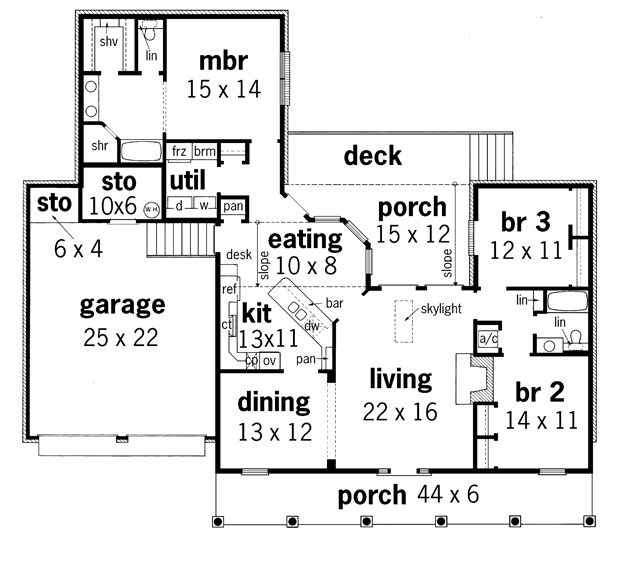 shv
lin
mbr
15 x 14
shr
frz
brm
deck
sto
10x6
W.H
util
d
w
pan
sto
6 x 4
porch
15 x 12
br 3
12 x 11
eating
10 x 8
desk
slope
slope
garage
25 x 22
ref
kit
13x11
ct
bar
dw
pan
cp
ov
skylight
lin
lin
a/c
living
22 x 16
br 2
14 x 11
dining
13 x 12
porch 44 x 6